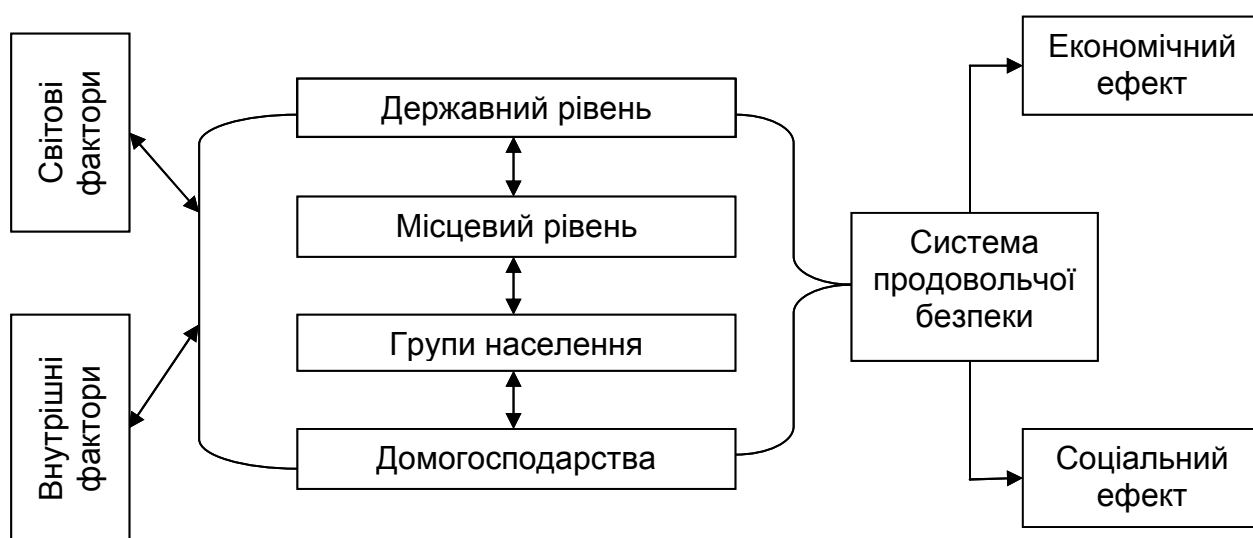 Світові
фактори
Внутрішні
фактори
Державний рівень
Місцевий рівень
Групи населення
Домогосподарства
Система
продовольчої
безпеки
Економічний
ефект
Соціальний
ефект